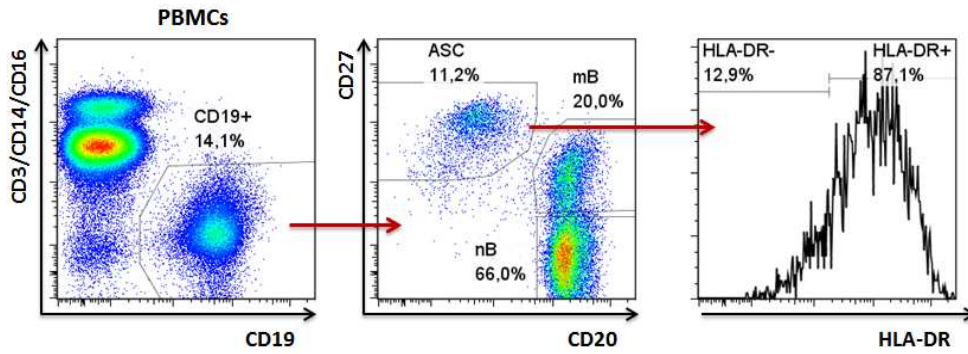 PBMCs
CD3/CD14/CD16
CD19+
14,1%
CD19
CD27
ASC
11,2%
mB
20,0%
nB
66,0%
CD20
HLA-DR-
12,9%
HLA-DR+
87,1%
HLA-DR